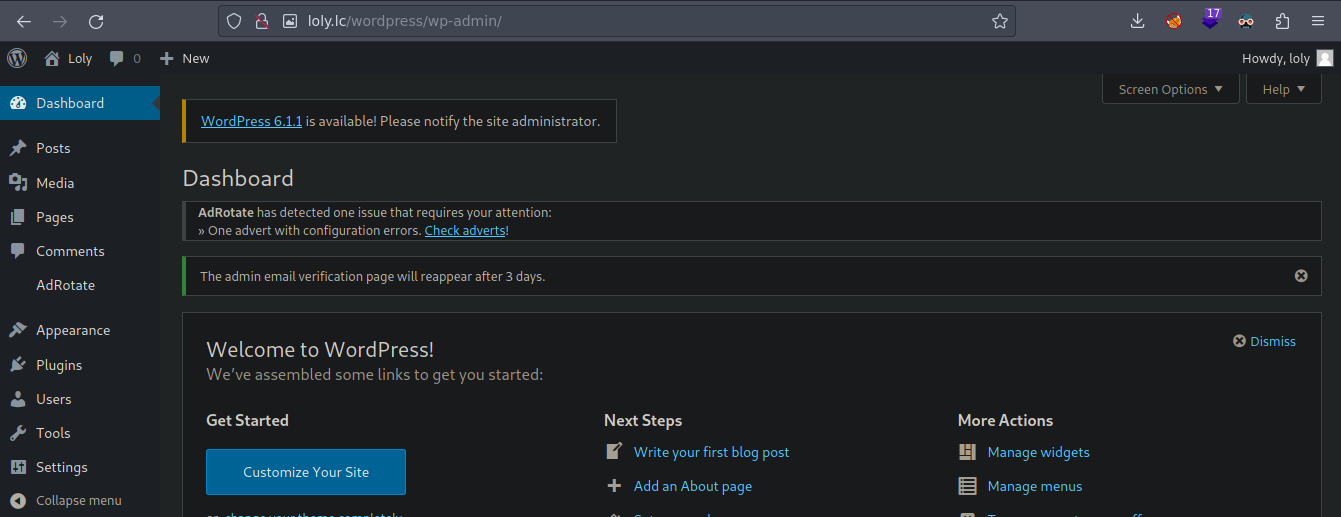 loly.lc/wordpress/wp-admin/
17
Loly
0
New
Howdy, loly
Dashboard
Posts
Media
Pages
Comments
AdRotate
Appearance
Plugins
Users
Tools
Settings
Collapse menu
Screen Options
Help
WordPress 6.1.1 is available! Please notify the site administrator.
Dashboard
AdRotate has detected one issue that requires your attention:
» One advert with configuration errors. Check adverts!
The admin email verification page will reappear after 3 days.
Welcome to WordPress!
Dismiss
We've assembled some links to get you started:
Get Started
Customize Your Site
or, change your theme completely
Next Steps
Write your first blog post
Add an About page
More Actions
Manage widgets
Manage menus